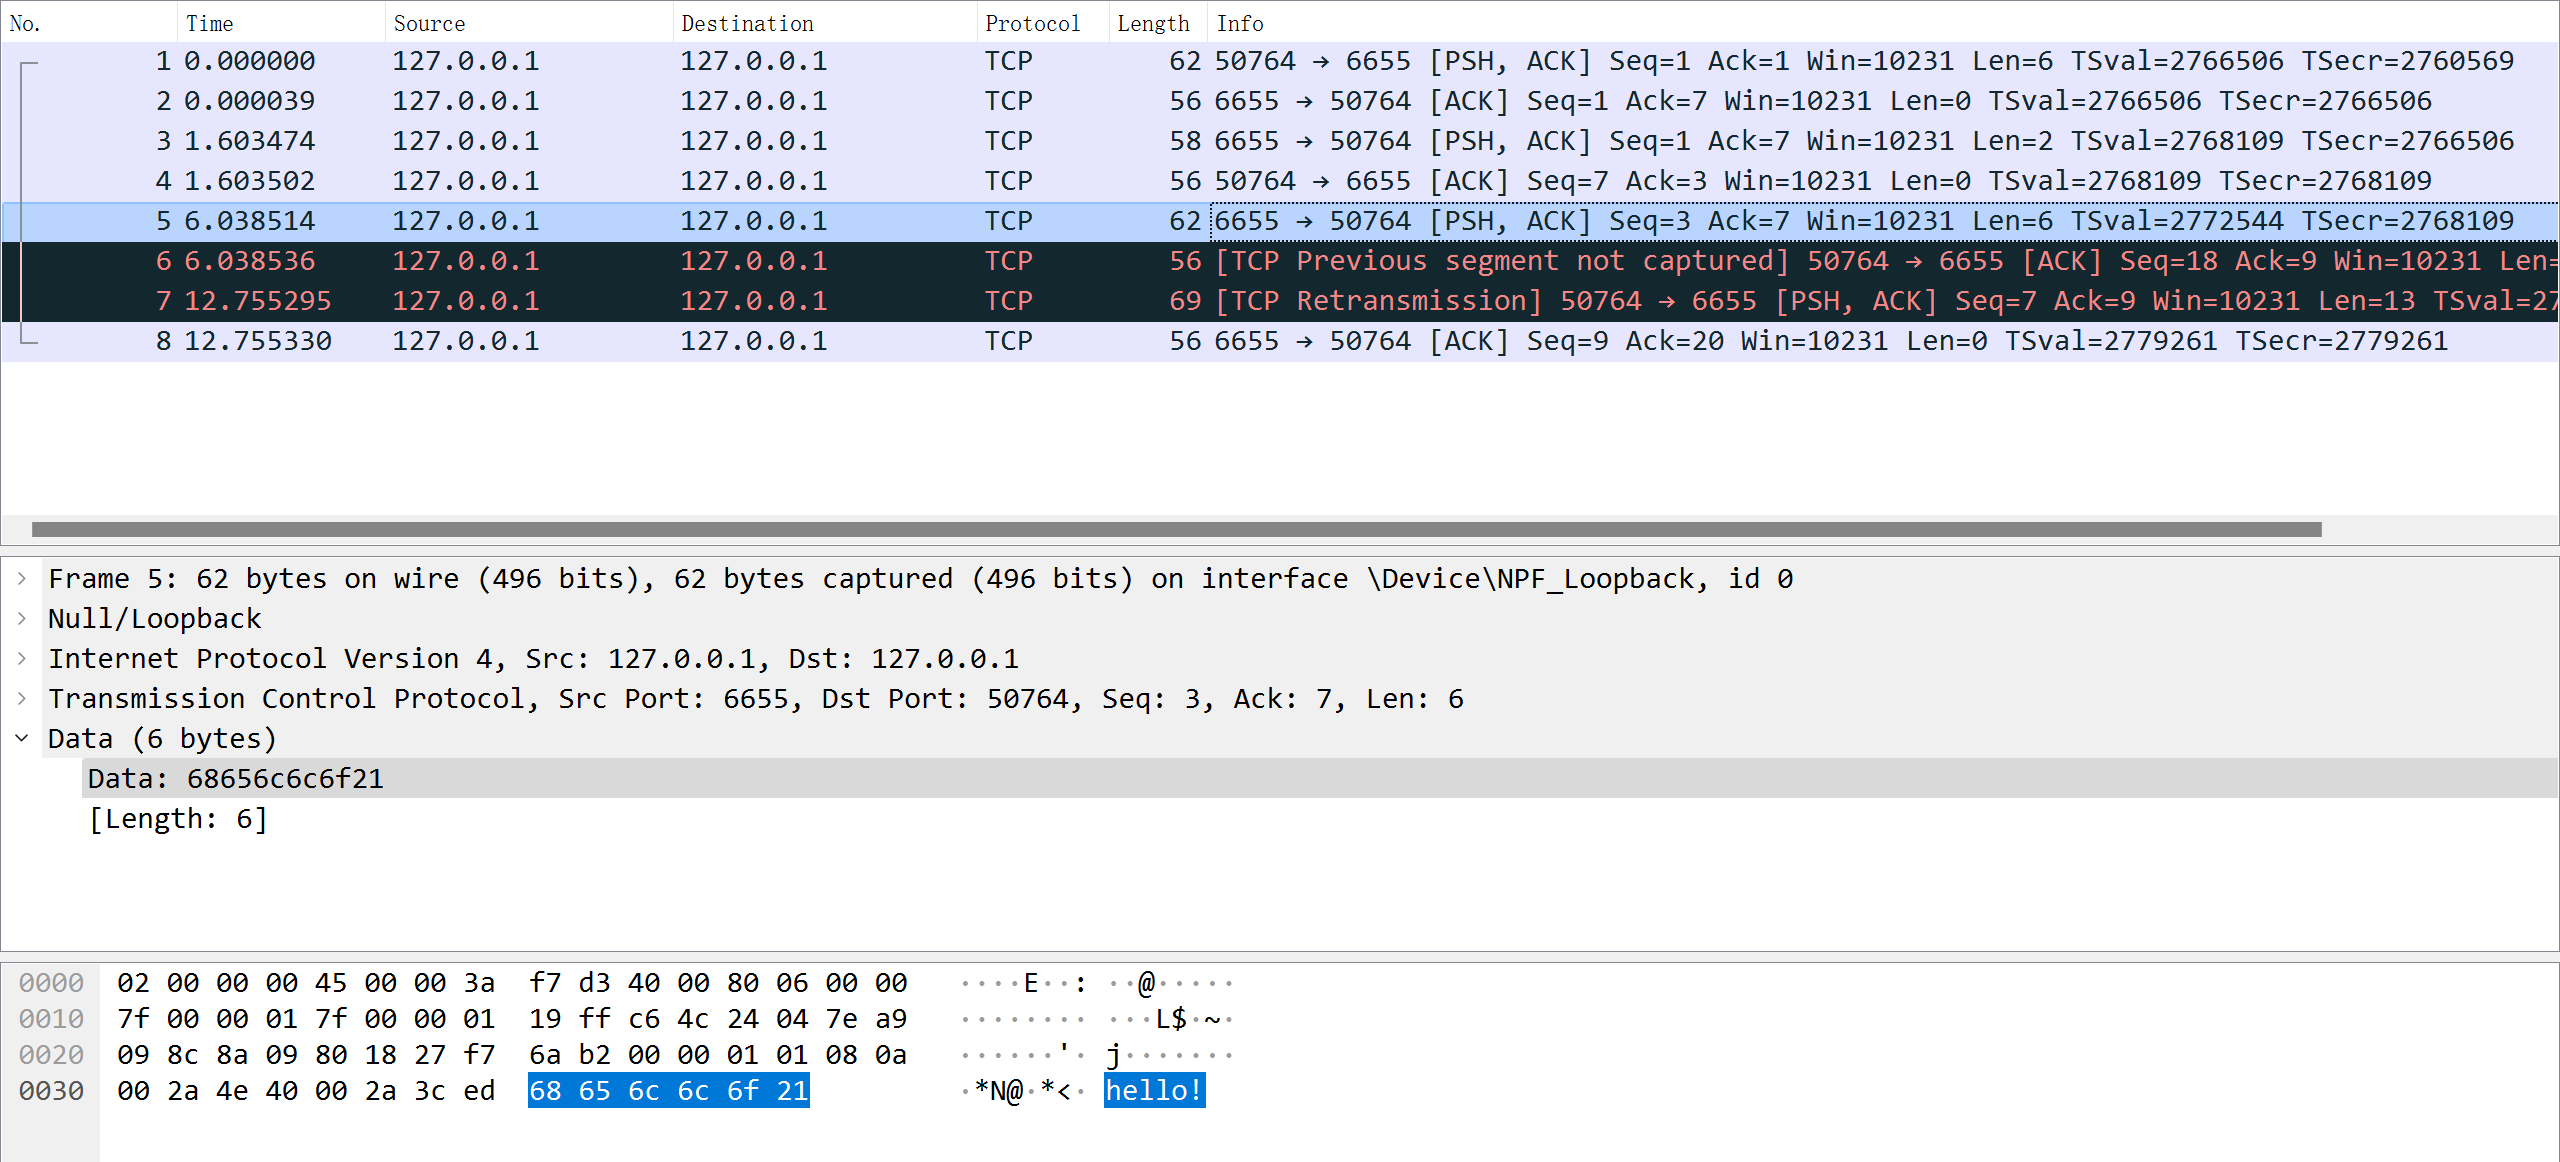 No. Time Source Destination Protocol Length Info
1 0.000000 127.0.0.1 127.0.0.1 TCP 62 50764 → 6655 [PSH, ACK] Seq=1 Ack=1 Win=10231 Len=6 TSval=2766506 TSecr=2760569
2 0.000039 127.0.0.1 127.0.0.1 TCP 56 6655 → 50764 [ACK] Seq=1 Ack=7 Win=10231 Len=0 TSval=2766506 TSecr=2766506
3 1.603474 127.0.0.1 127.0.0.1 TCP 58 6655 → 50764 [PSH, ACK] Seq=1 Ack=7 Win=10231 Len=2 TSval=2768109 TSecr=2766506
4 1.603502 127.0.0.1 127.0.0.1 TCP 56 50764 → 6655 [ACK] Seq=7 Ack=3 Win=10231 Len=0 TSval=2768109 TSecr=2768109
5 6.038514 127.0.0.1 127.0.0.1 TCP 62 6655 → 50764 [PSH, ACK] Seq=3 Ack=7 Win=10231 Len=6 TSval=2772544 TSecr=2768109
6 6.038536 127.0.0.1 127.0.0.1 TCP 56 [TCP Previous segment not captured] 50764 → 6655 [ACK] Seq=18 Ack=9 Win=10231 Len=
7 12.755295 127.0.0.1 127.0.0.1 TCP 69 [TCP Retransmission] 50764 → 6655 [PSH, ACK] Seq=7 Ack=9 Win=10231 Len=13 TSval=27
8 12.755330 127.0.0.1 127.0.0.1 TCP 56 6655 → 50764 [ACK] Seq=9 Ack=20 Win=10231 Len=0 TSval=2779261 TSecr=2779261
Frame 5: 62 bytes on wire (496 bits), 62 bytes captured (496 bits) on interface \Device\NPF_Loopback, id 0
Null/Loopback
Internet Protocol Version 4, Src: 127.0.0.1, Dst: 127.0.0.1
Transmission Control Protocol, Src Port: 6655, Dst Port: 50764, Seq: 3, Ack: 7, Len: 6
Data (6 bytes)
Data: 68656c6c6f21
[Length: 6]
0000 02 00 00 00 45 00 00 3a f7 d3 40 00 80 06 00 00 ····E··: ··@·····
0010 7f 00 00 01 7f 00 00 01 19 ff c6 4c 24 04 7e a9 ········ ···L$·~·
0020 09 8c 8a 09 80 18 27 f7 6a b2 00 00 01 01 08 0a ······'· j·······
0030 00 2a 4e 40 00 2a 3c ed 68 65 6c 6c 6f 21 ·*N@·*<· hello!